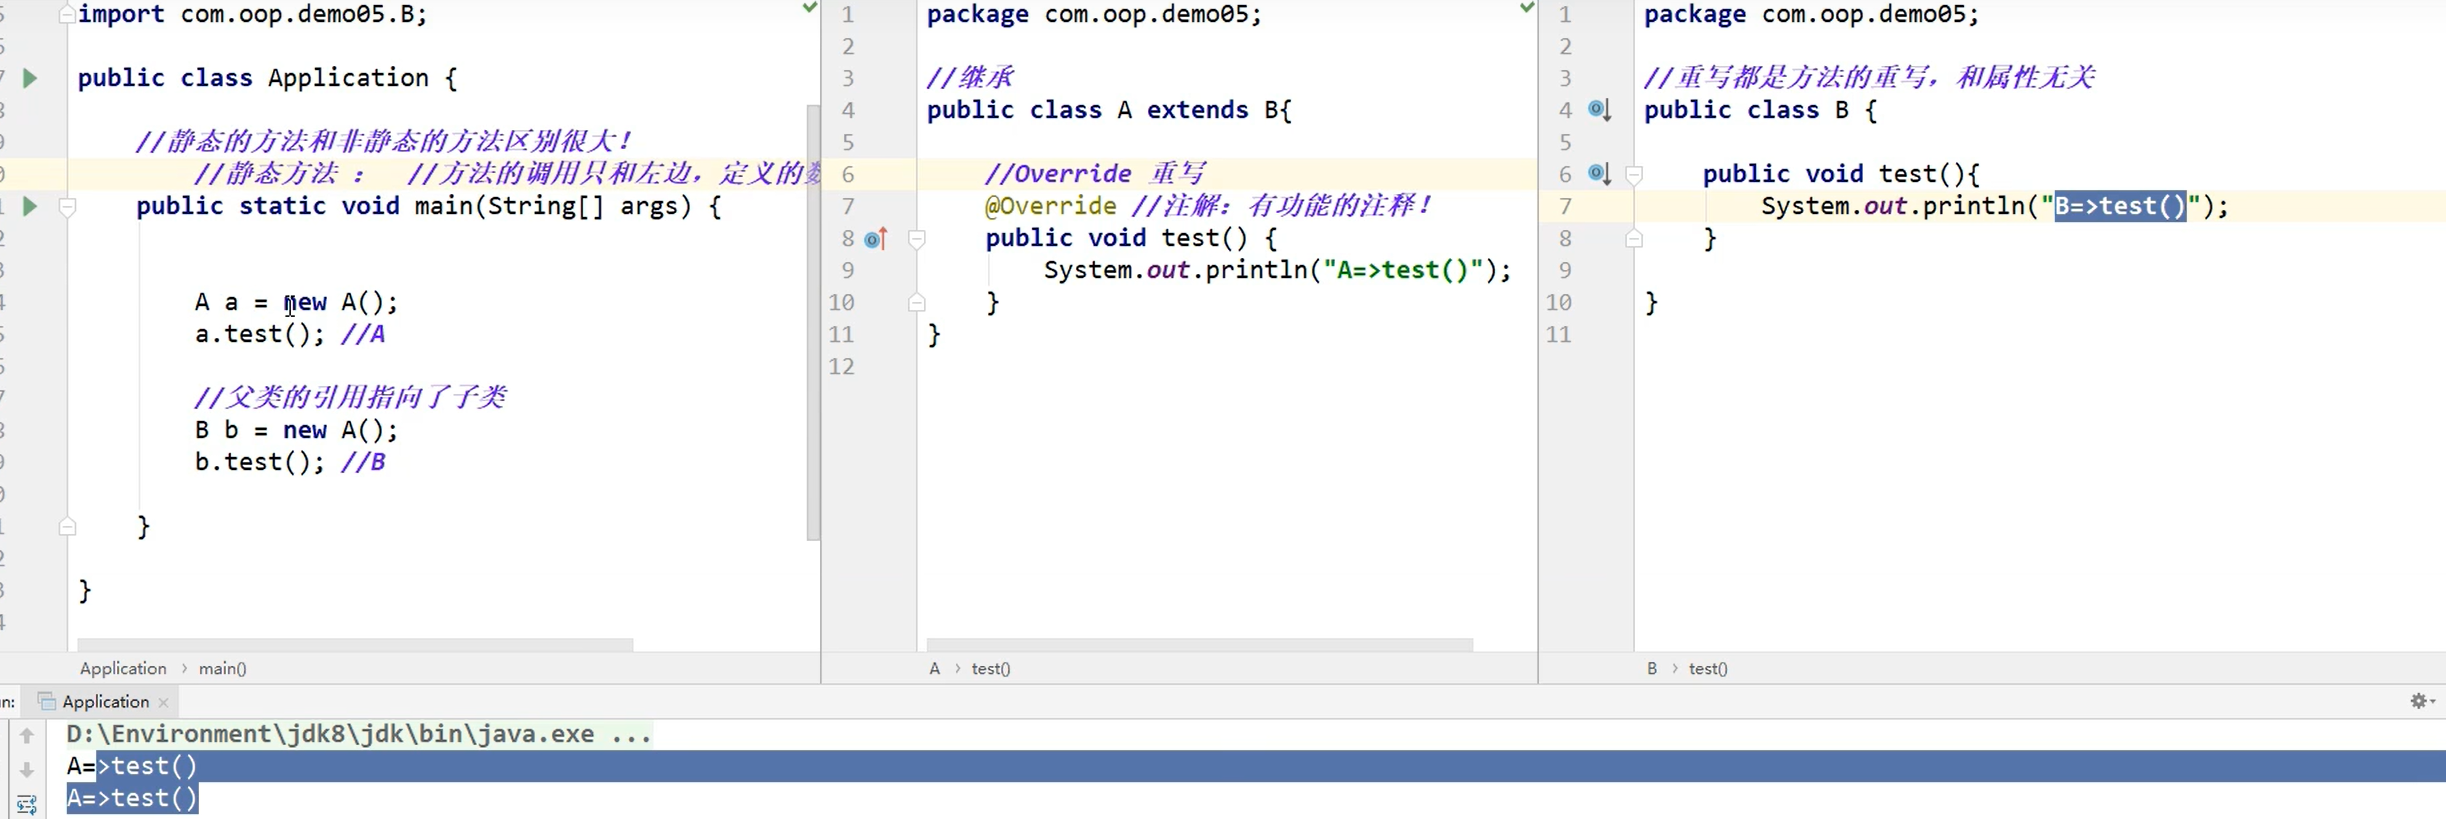 import com.oop.demo05.B;
public class Application {
//静态的方法和非静态的方法区别很大！
//静态方法 ： //方法的调用只和左边，定义的数
public static void main(String[] args) {
A a = new A();
a.test(); //A
//父类的引用指向了子类
B b = new A();
b.test(); //B
}
}
Application > main()
1 package com.oop.demo05;
2
3 //继承
4 public class A extends B{
5
6 //Override 重写
7 @Override //注解：有功能的注释！
8 public void test() {
9 System.out.println("A=>test()");
10 }
11 }
12
A > test()
1 package com.oop.demo05;
2
3 //重写都是方法的重写，和属性无关
4 public class B {
5
6 public void test(){
7 System.out.println("B=>test()");
8 }
9
10 }
11
B > test()
Application
D:\Environment\jdk8\jdk\bin\java.exe ...
A=>test()
A=>test()